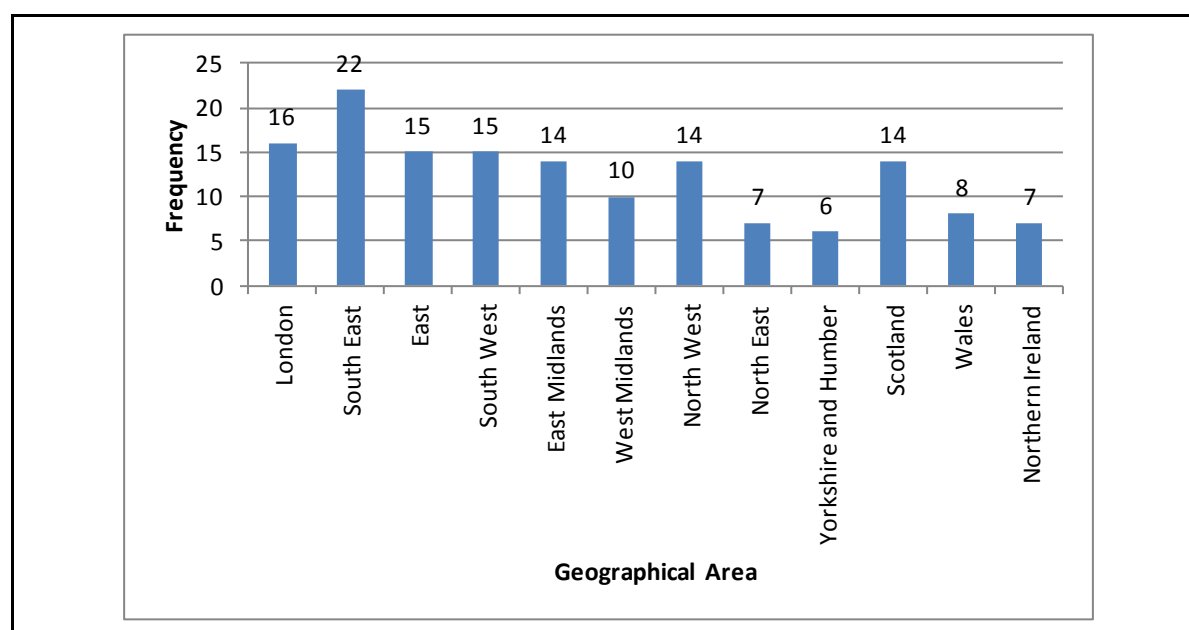 25
20
15
10
5
0
Frequency
16
22
15
15
14
10
14
7
6
14
8
7
London
South East
East
South West
East Midlands
West Midlands
North West
North East
Yorkshire and Humber
Scotland
Wales
Northern Ireland
Geographical Area